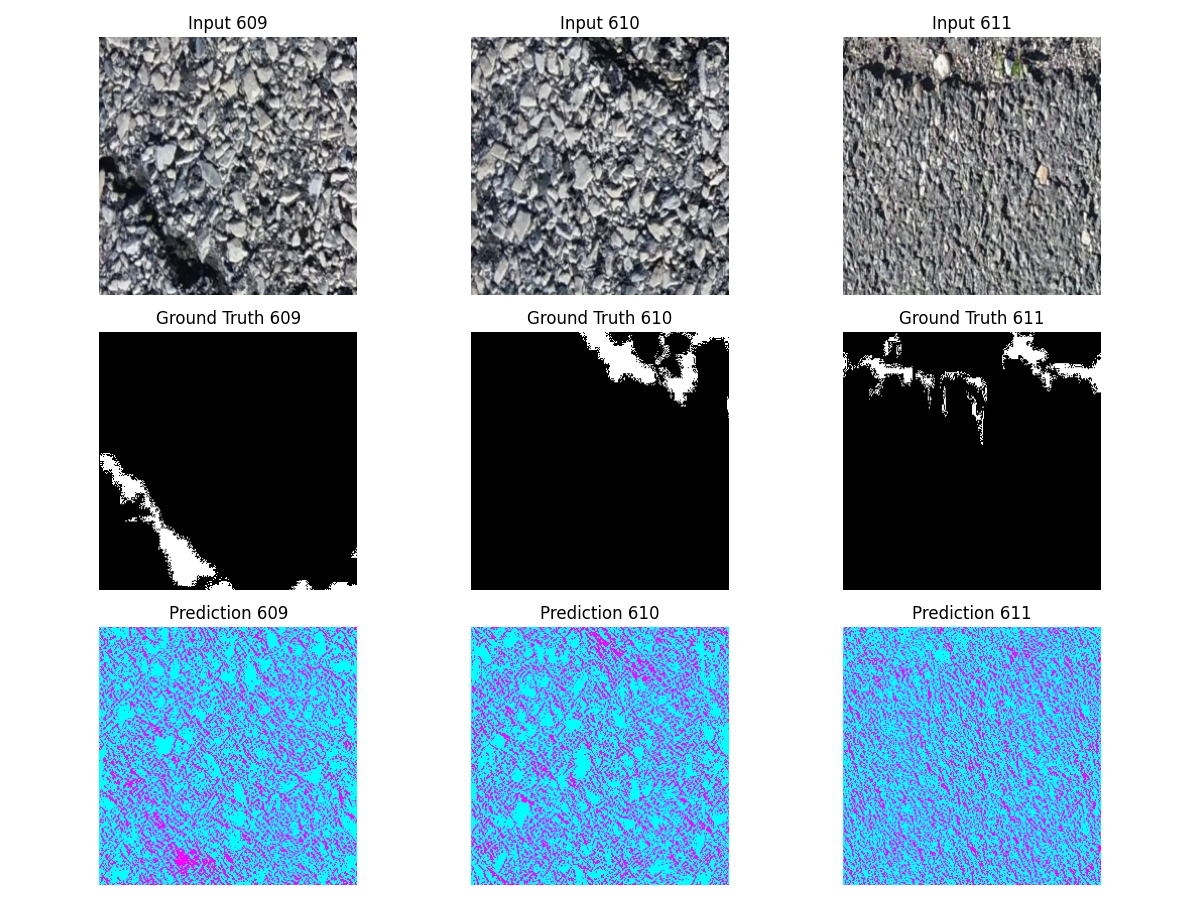 Input 609
Input 610
Input 611
Ground Truth 609
Ground Truth 610
Ground Truth 611
Prediction 609
Prediction 610
Prediction 611